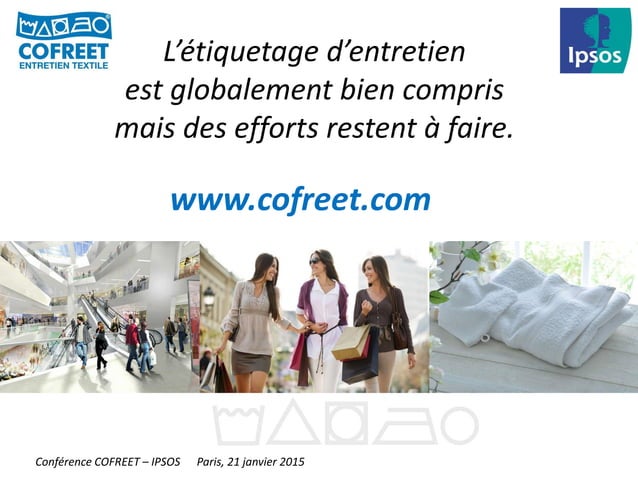 COFREET
ENTRETIEN TEXTILE
Ipsos
L’étiquetage d’entretien
est globalement bien compris
mais des efforts restent à faire.
www.cofreet.com
Conférence COFREET – IPSOS Paris, 21 janvier 2015